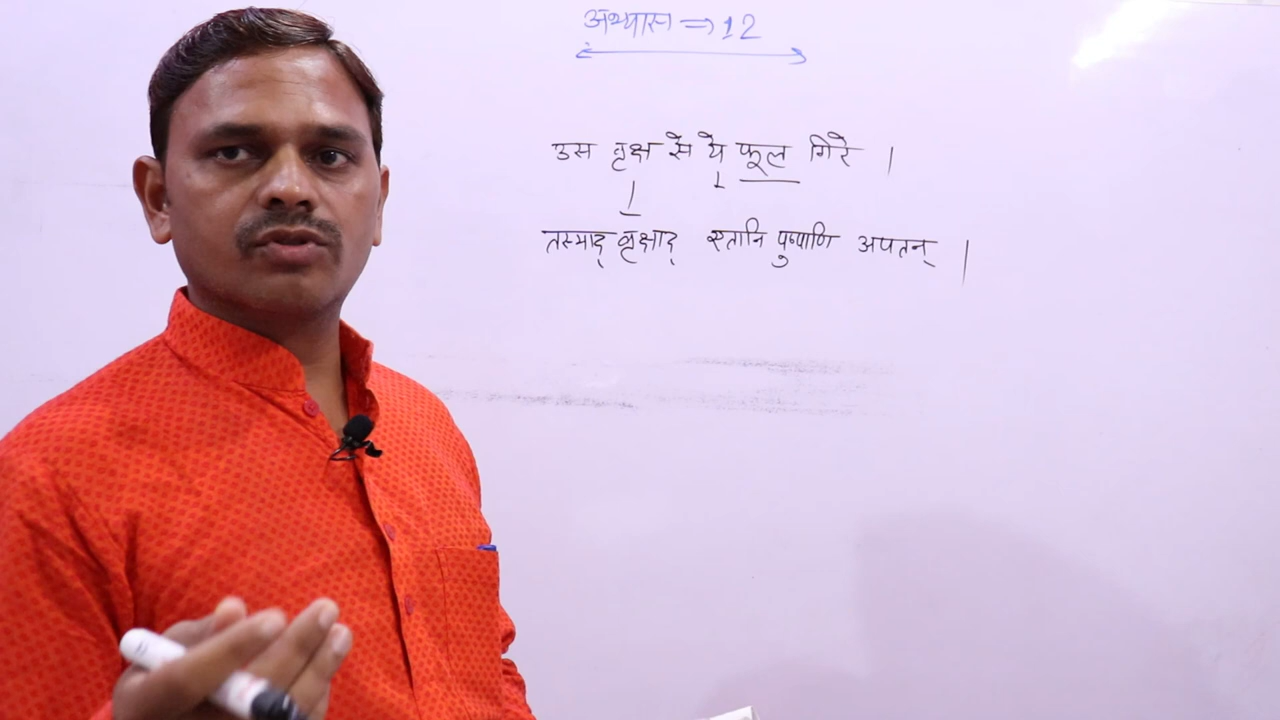 अभ्यास ⇒ 12
उस वृक्ष से ये फूल गिरे ।
तस्माद् वृक्षाद् एतानि पुष्पाणि अपतन् ।